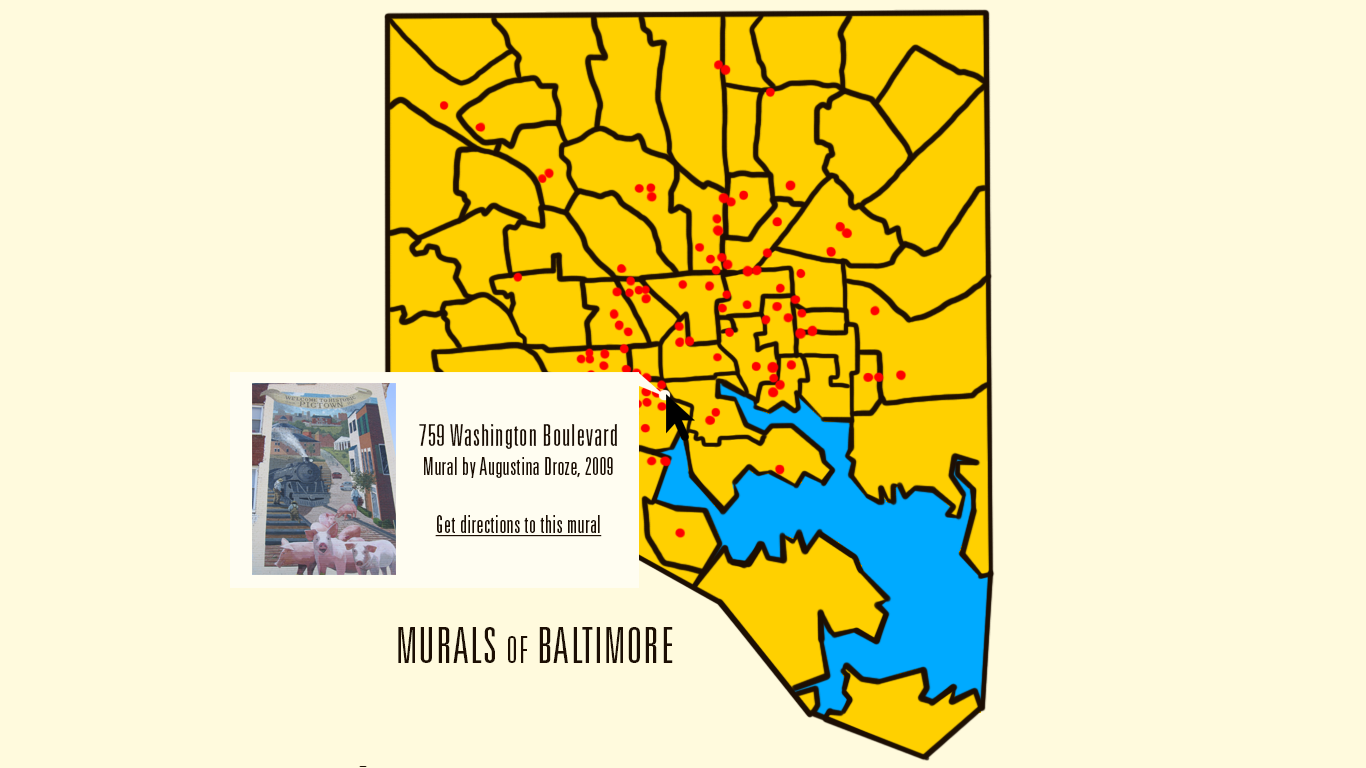 WELCOME TO HISTORIC
PIGTOWN
759 Washington Boulevard
Mural by Augustina Droze, 2009
Get directions to this mural
MURALS OF BALTIMORE